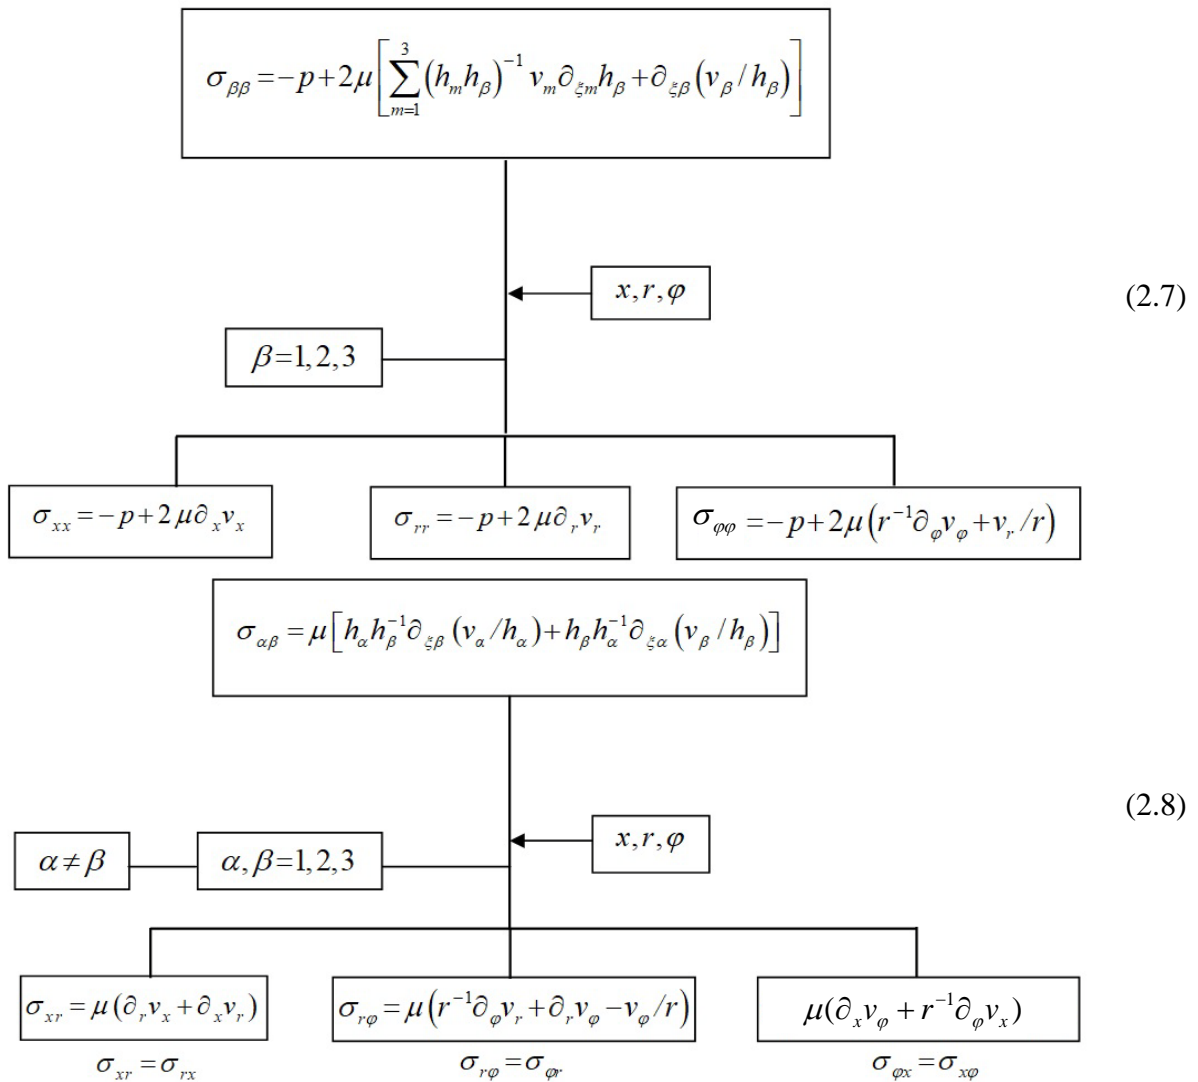 σ_ββ = −p + 2μ[∑_{m=1}^{3} (h_m h_β)^{−1} v_m ∂_{ξm} h_β + ∂_{ξβ} (v_β / h_β)]
x, r, φ
(2.7)
β = 1, 2, 3
σ_xx = −p + 2 μ ∂_x v_x
σ_rr = −p + 2 μ ∂_r v_r
σ_φφ = −p + 2μ (r^{−1} ∂_φ v_φ + v_r / r)
σ_αβ = μ [h_α h_β^{−1} ∂_{ξβ} (v_α / h_α) + h_β h_α^{−1} ∂_{ξα} (v_β / h_β)]
(2.8)
x, r, φ
α ≠ β
α, β = 1, 2, 3
σ_xr = μ (∂_r v_x + ∂_x v_r)
σ_rφ = μ (r^{−1} ∂_φ v_r + ∂_r v_φ − v_φ / r)
μ(∂_x v_φ + r^{−1} ∂_φ v_x)
σ_xr = σ_rx
σ_rφ = σ_φr
σ_φx = σ_xφ